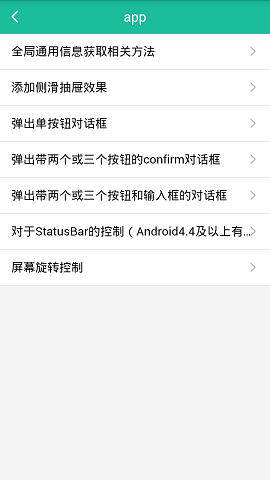 app
全局通用信息获取相关方法
添加侧滑抽屉效果
弹出单按钮对话框
弹出带两个或三个按钮的confirm对话框
弹出带两个或三个按钮和输入框的对话框
对于StatusBar的控制（Android4.4及以上有...
屏幕旋转控制